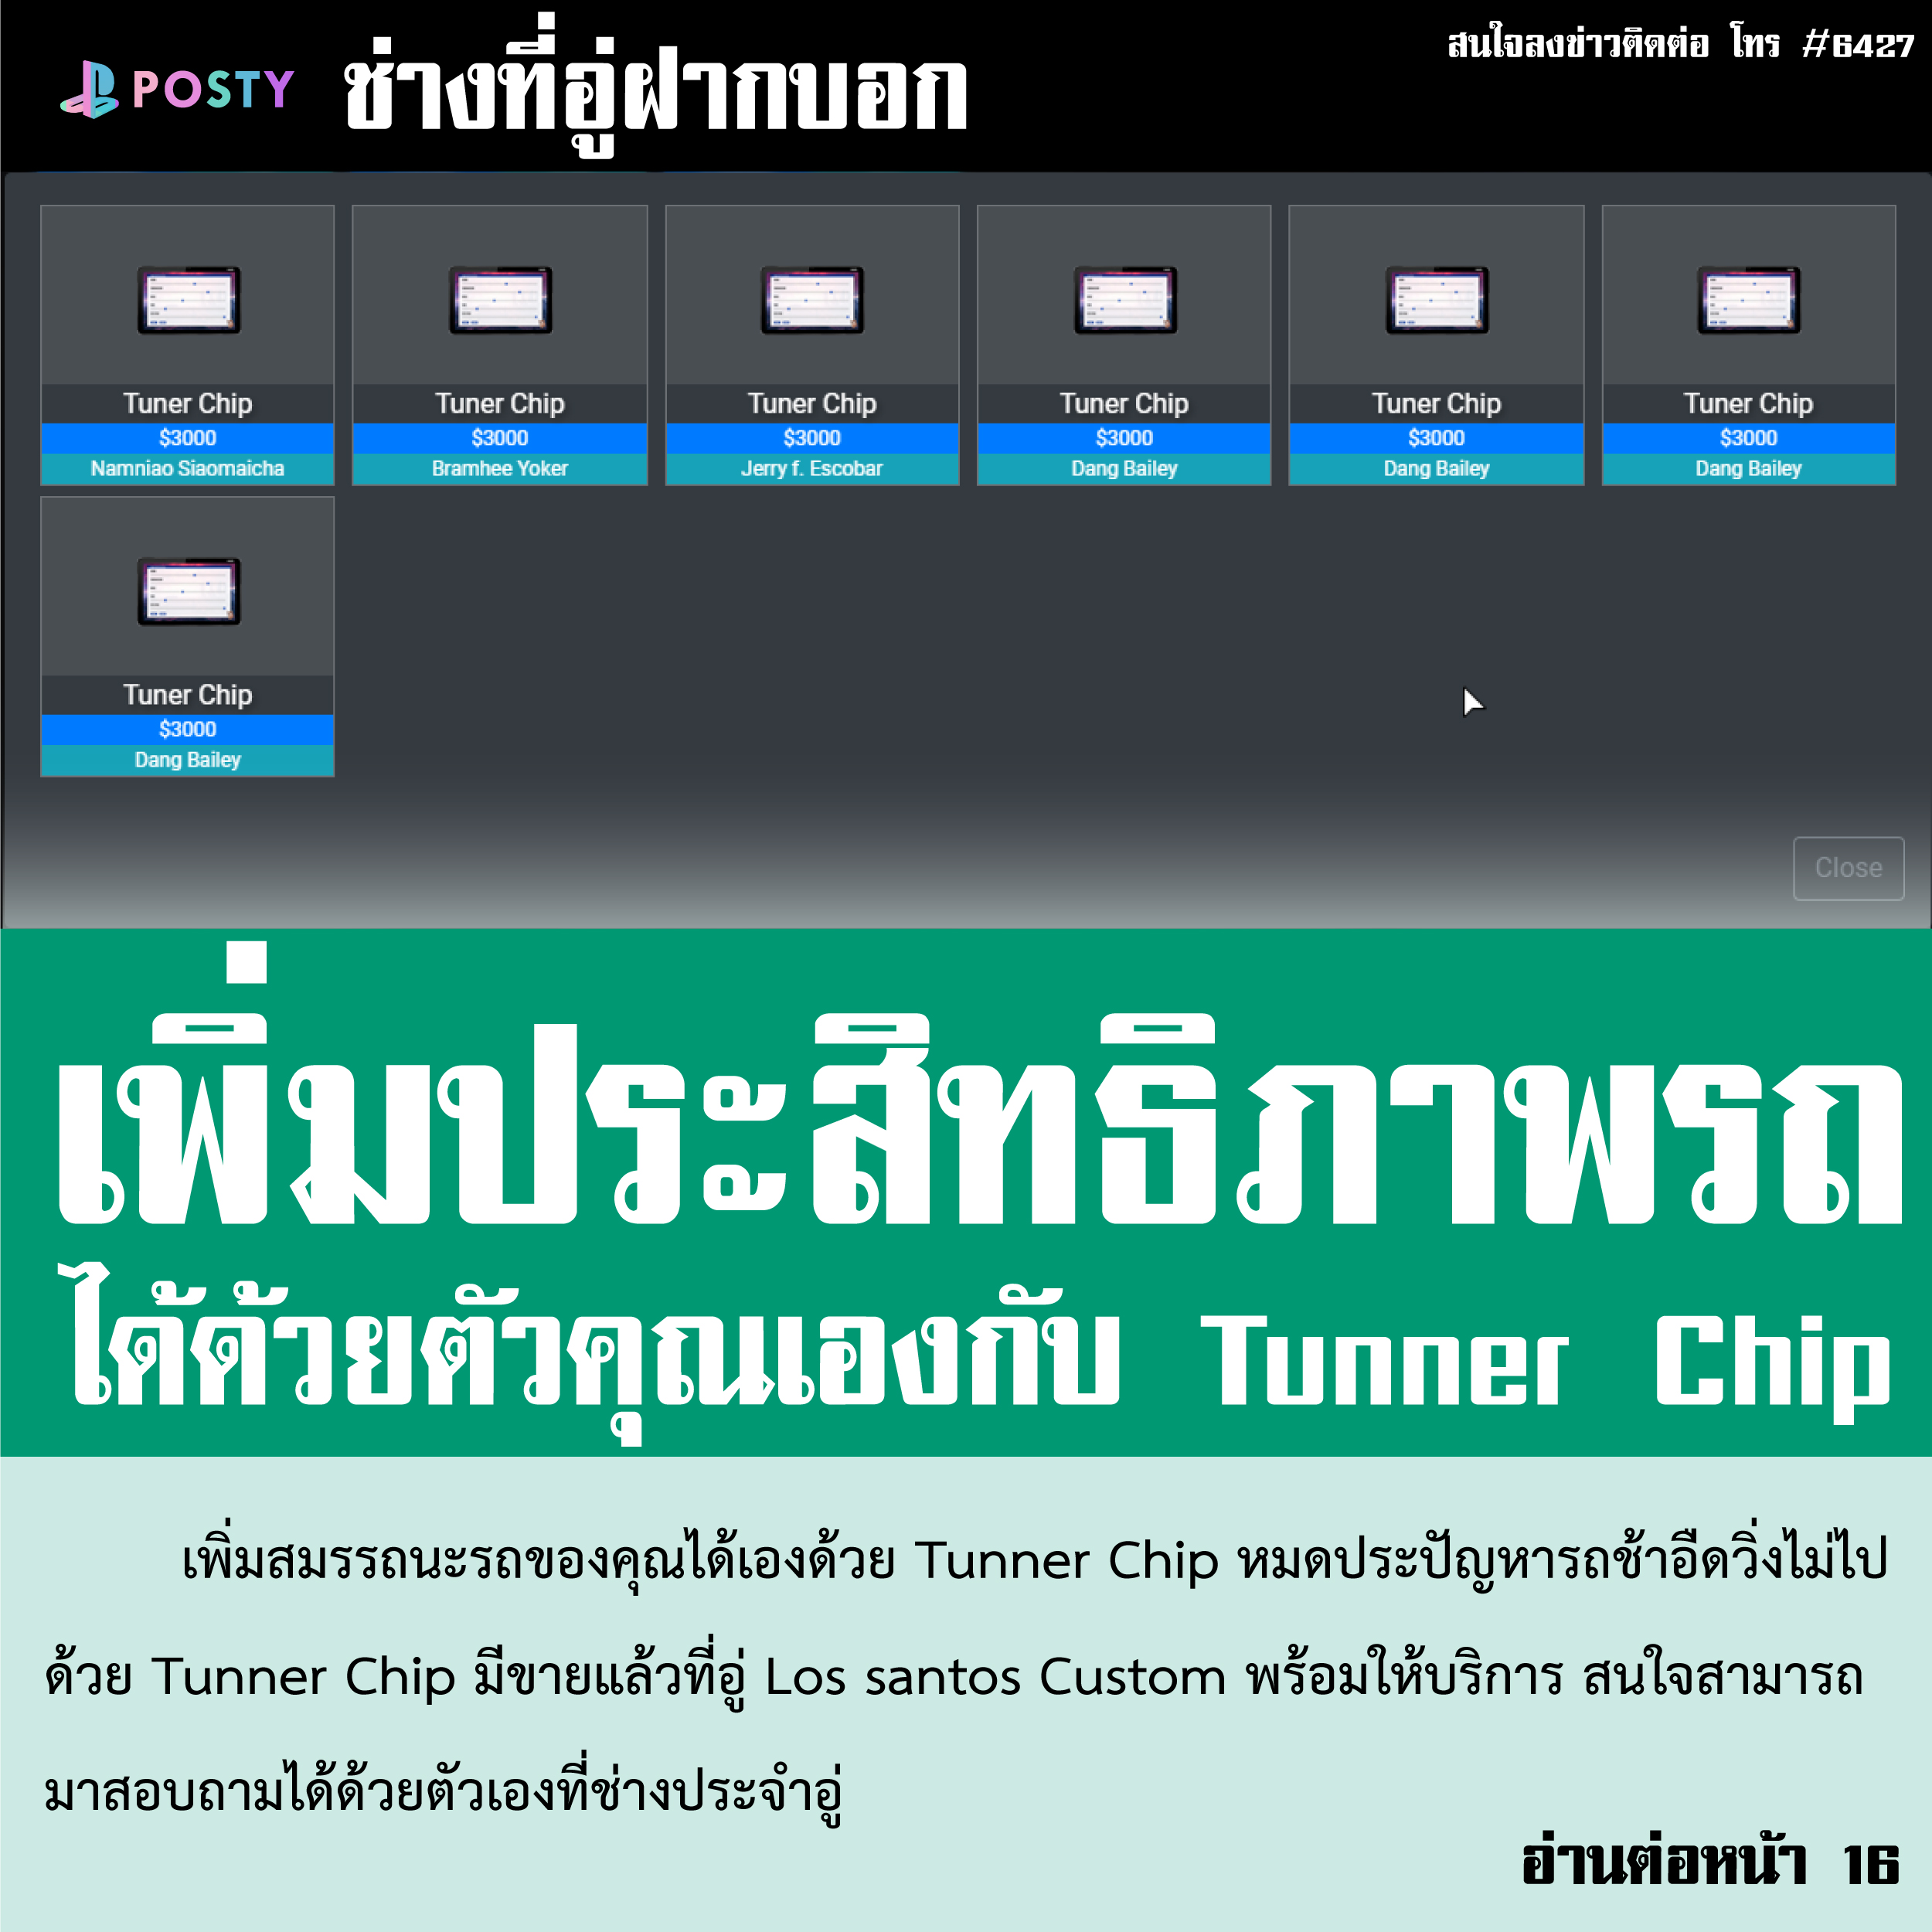 POSTY
ช่างที่อู่ฝากบอก
สนใจลงข่าวติดต่อ โทร #6427
Tuner Chip Tuner Chip Tuner Chip Tuner Chip Tuner Chip Tuner Chip
$3000 $3000 $3000 $3000 $3000 $3000
Namniao Siaomaicha Bramhee Yoker Jerry f. Escobar Dang Bailey Dang Bailey Dang Bailey
Tuner Chip
$3000
Dang Bailey
Close
เพิ่มประสิทธิภาพรถ
ได้ด้วยตัวคุณเองกับ Tunner Chip
เพิ่มสมรรถนะรถของคุณได้เองด้วย Tunner Chip หมดประปัญหารถช้าอืดวิ่งไม่ไป
ด้วย Tunner Chip มีขายแล้วที่อู่ Los santos Custom พร้อมให้บริการ สนใจสามารถ
มาสอบถามได้ด้วยตัวเองที่ช่างประจำอู่
อ่านต่อหน้า 16